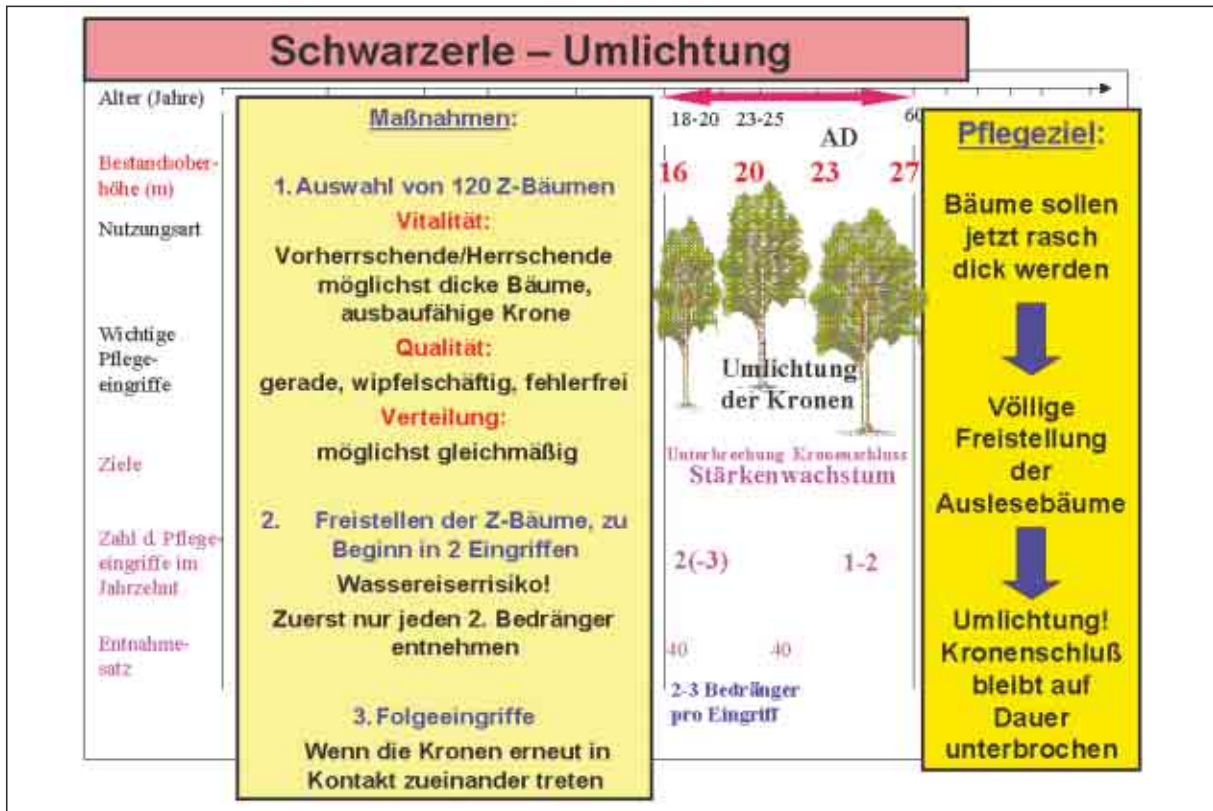 Schwarzerle – Umlichtung
Alter (Jahre)
Bestandsober-
höhe (m)
Nutzungsart
Wichtige
Pflege-
eingriffe
Ziele
Zahl d. Pflege-
eingriffe im
Jahrzehnt
Entnahme-
satz
Maßnahmen:
1. Auswahl von 120 Z-Bäumen
Vitalität:
Vorherrschende/Herrschende
möglichst dicke Bäume,
ausbaufähige Krone
Qualität:
gerade, wipfelschäftig, fehlerfrei
Verteilung:
möglichst gleichmäßig
2. Freistellen der Z-Bäume, zu
Beginn in 2 Eingriffen
Wassereiserrisiko!
Zuerst nur jeden 2. Bedränger
entnehmen
3. Folgeeingriffe
Wenn die Kronen erneut in
Kontakt zueinander treten
18-20 23-25 60
AD
16 20 23 27
Umlichtung
der Kronen
Unterbrechung Kronenschluss
Stärkenwachstum
2(-3) 1-2
40 40
2-3 Bedränger
pro Eingriff
Pflegeziel:
Bäume sollen
jetzt rasch
dick werden
Völlige
Freistellung
der
Auslesebäume
Umlichtung!
Kronenschluß
bleibt auf
Dauer
unterbrochen